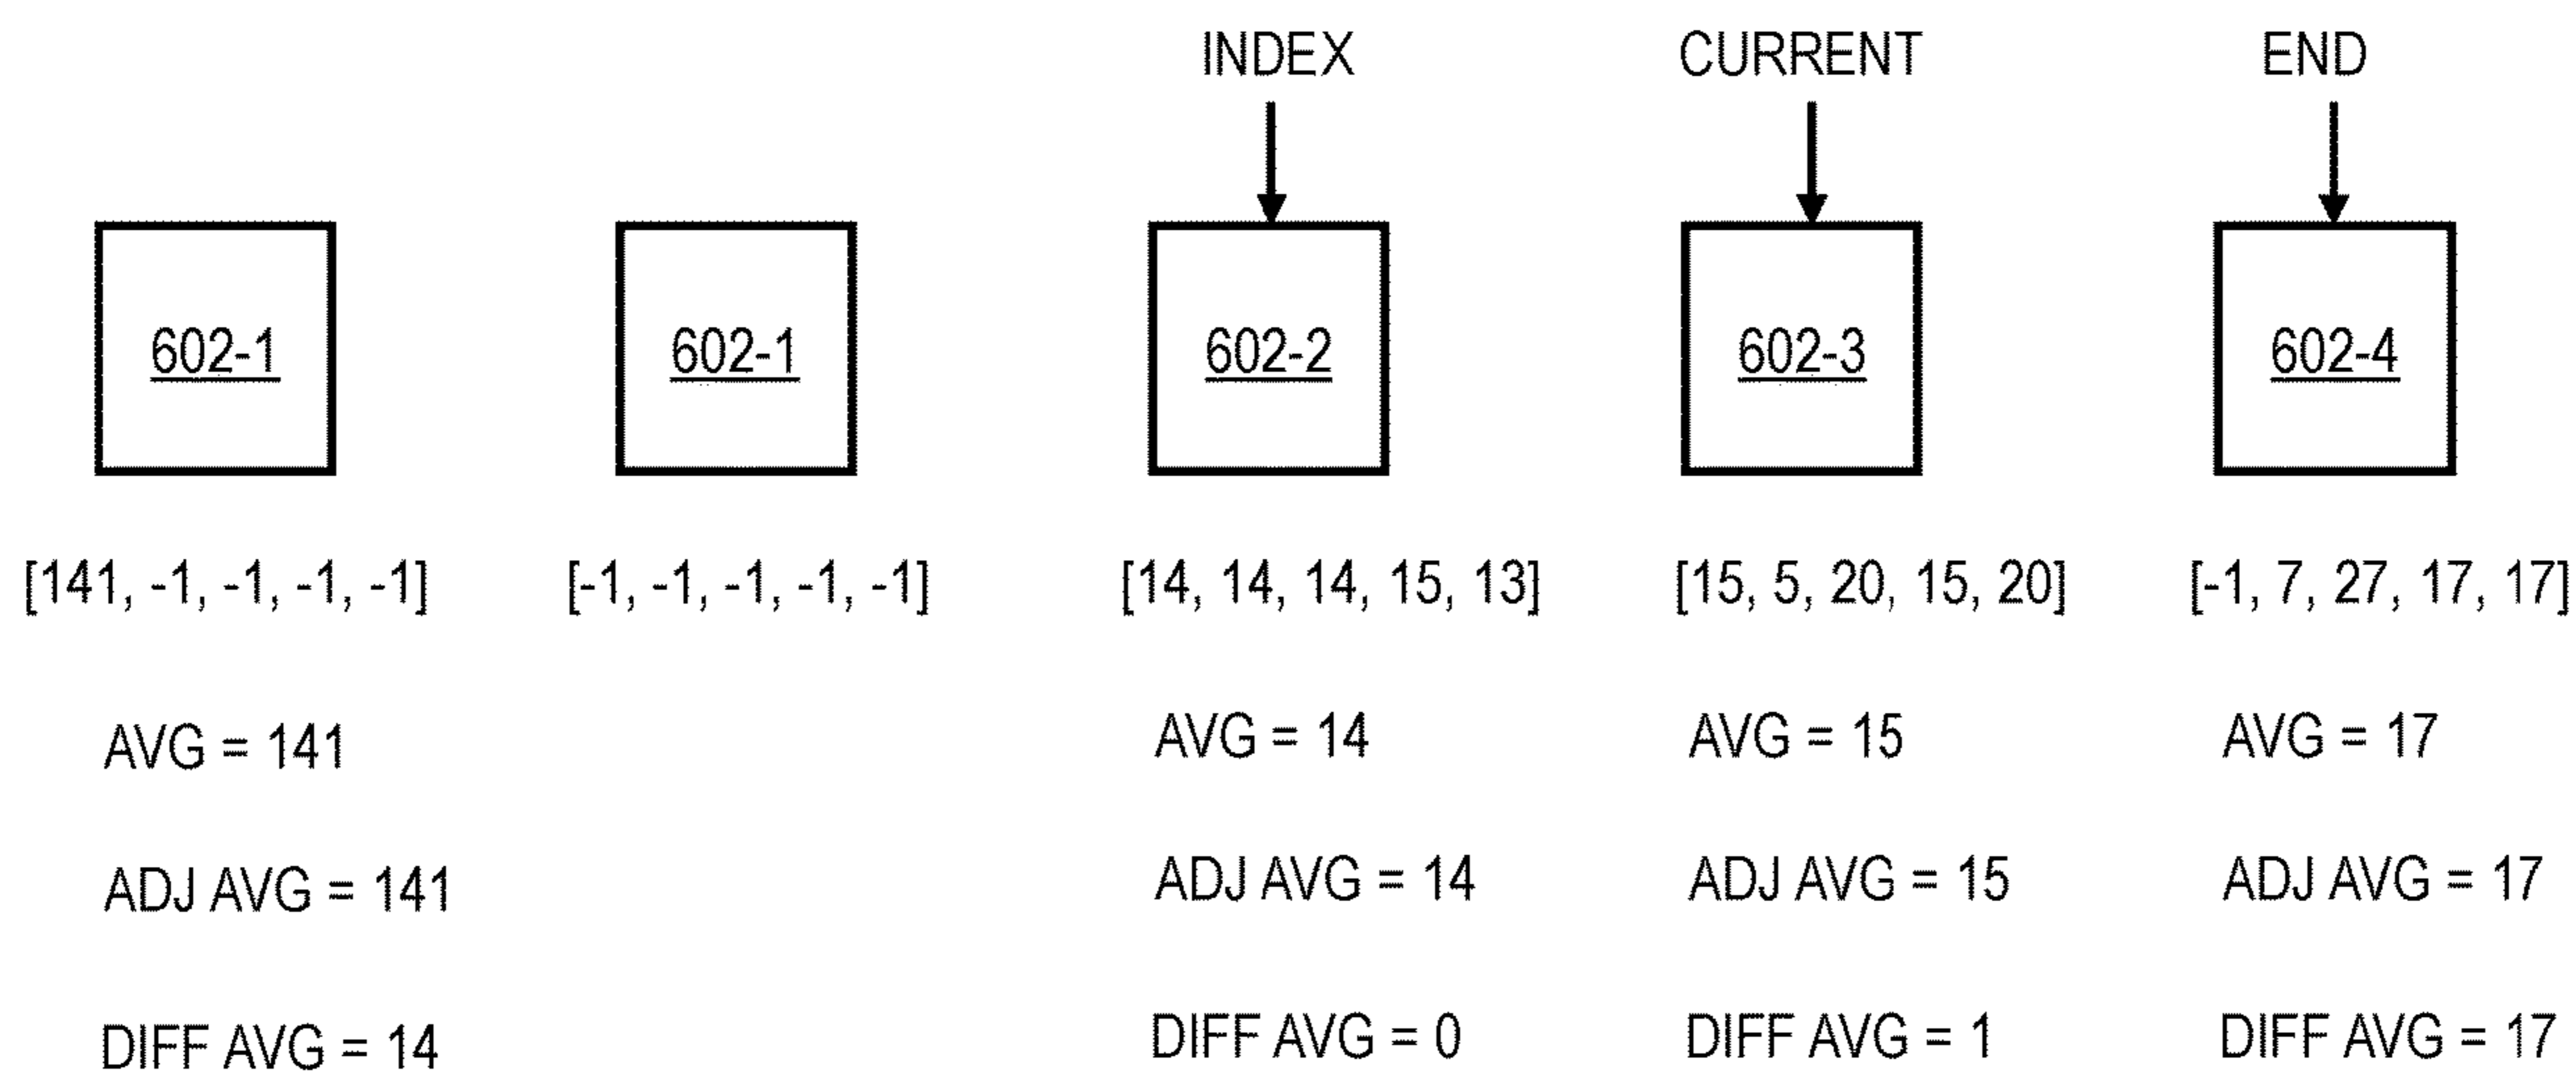 INDEX CURRENT END
602-1 602-1 602-2 602-3 602-4
[141, -1, -1, -1, -1] [-1, -1, -1, -1, -1] [14, 14, 14, 15, 13] [15, 5, 20, 15, 20] [-1, 7, 27, 17, 17]
AVG = 141 AVG = 14 AVG = 15 AVG = 17
ADJ AVG = 141 ADJ AVG = 14 ADJ AVG = 15 ADJ AVG = 17
DIFF AVG = 14 DIFF AVG = 0 DIFF AVG = 1 DIFF AVG = 17